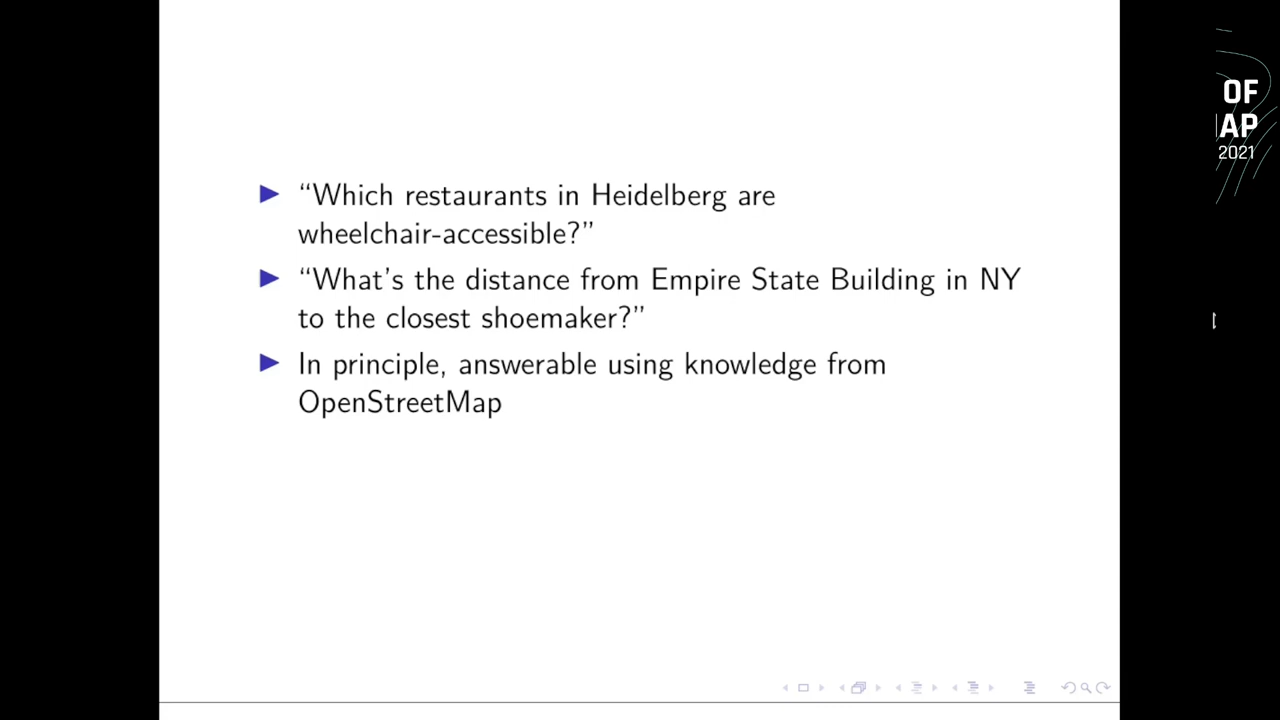 “Which restaurants in Heidelberg are
wheelchair-accessible?”
“What’s the distance from Empire State Building in NY
to the closest shoemaker?”
In principle, answerable using knowledge from
OpenStreetMap
OF
AP
2021